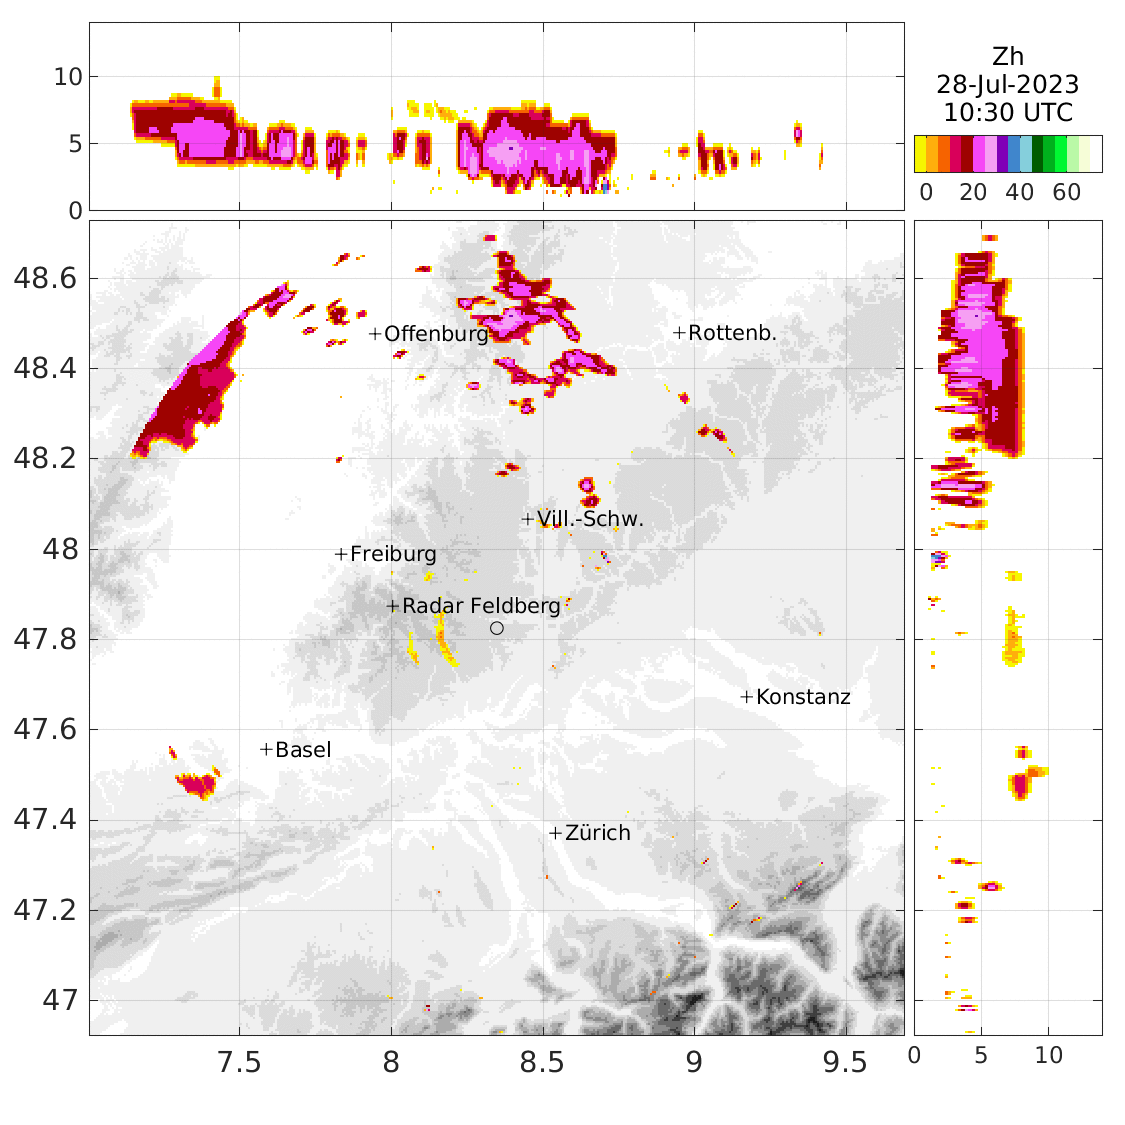 Zh
28-Jul-2023
10:30 UTC
0 20 40 60
10
5
0
48.6
48.4
48.2
48
47.8
47.6
47.4
47.2
47
+Offenburg
+Rottenb.
+Vill.-Schw.
+Freiburg
+Radar Feldberg
+Konstanz
+Basel
+Zürich
7.5 8 8.5 9 9.5
0 5 10